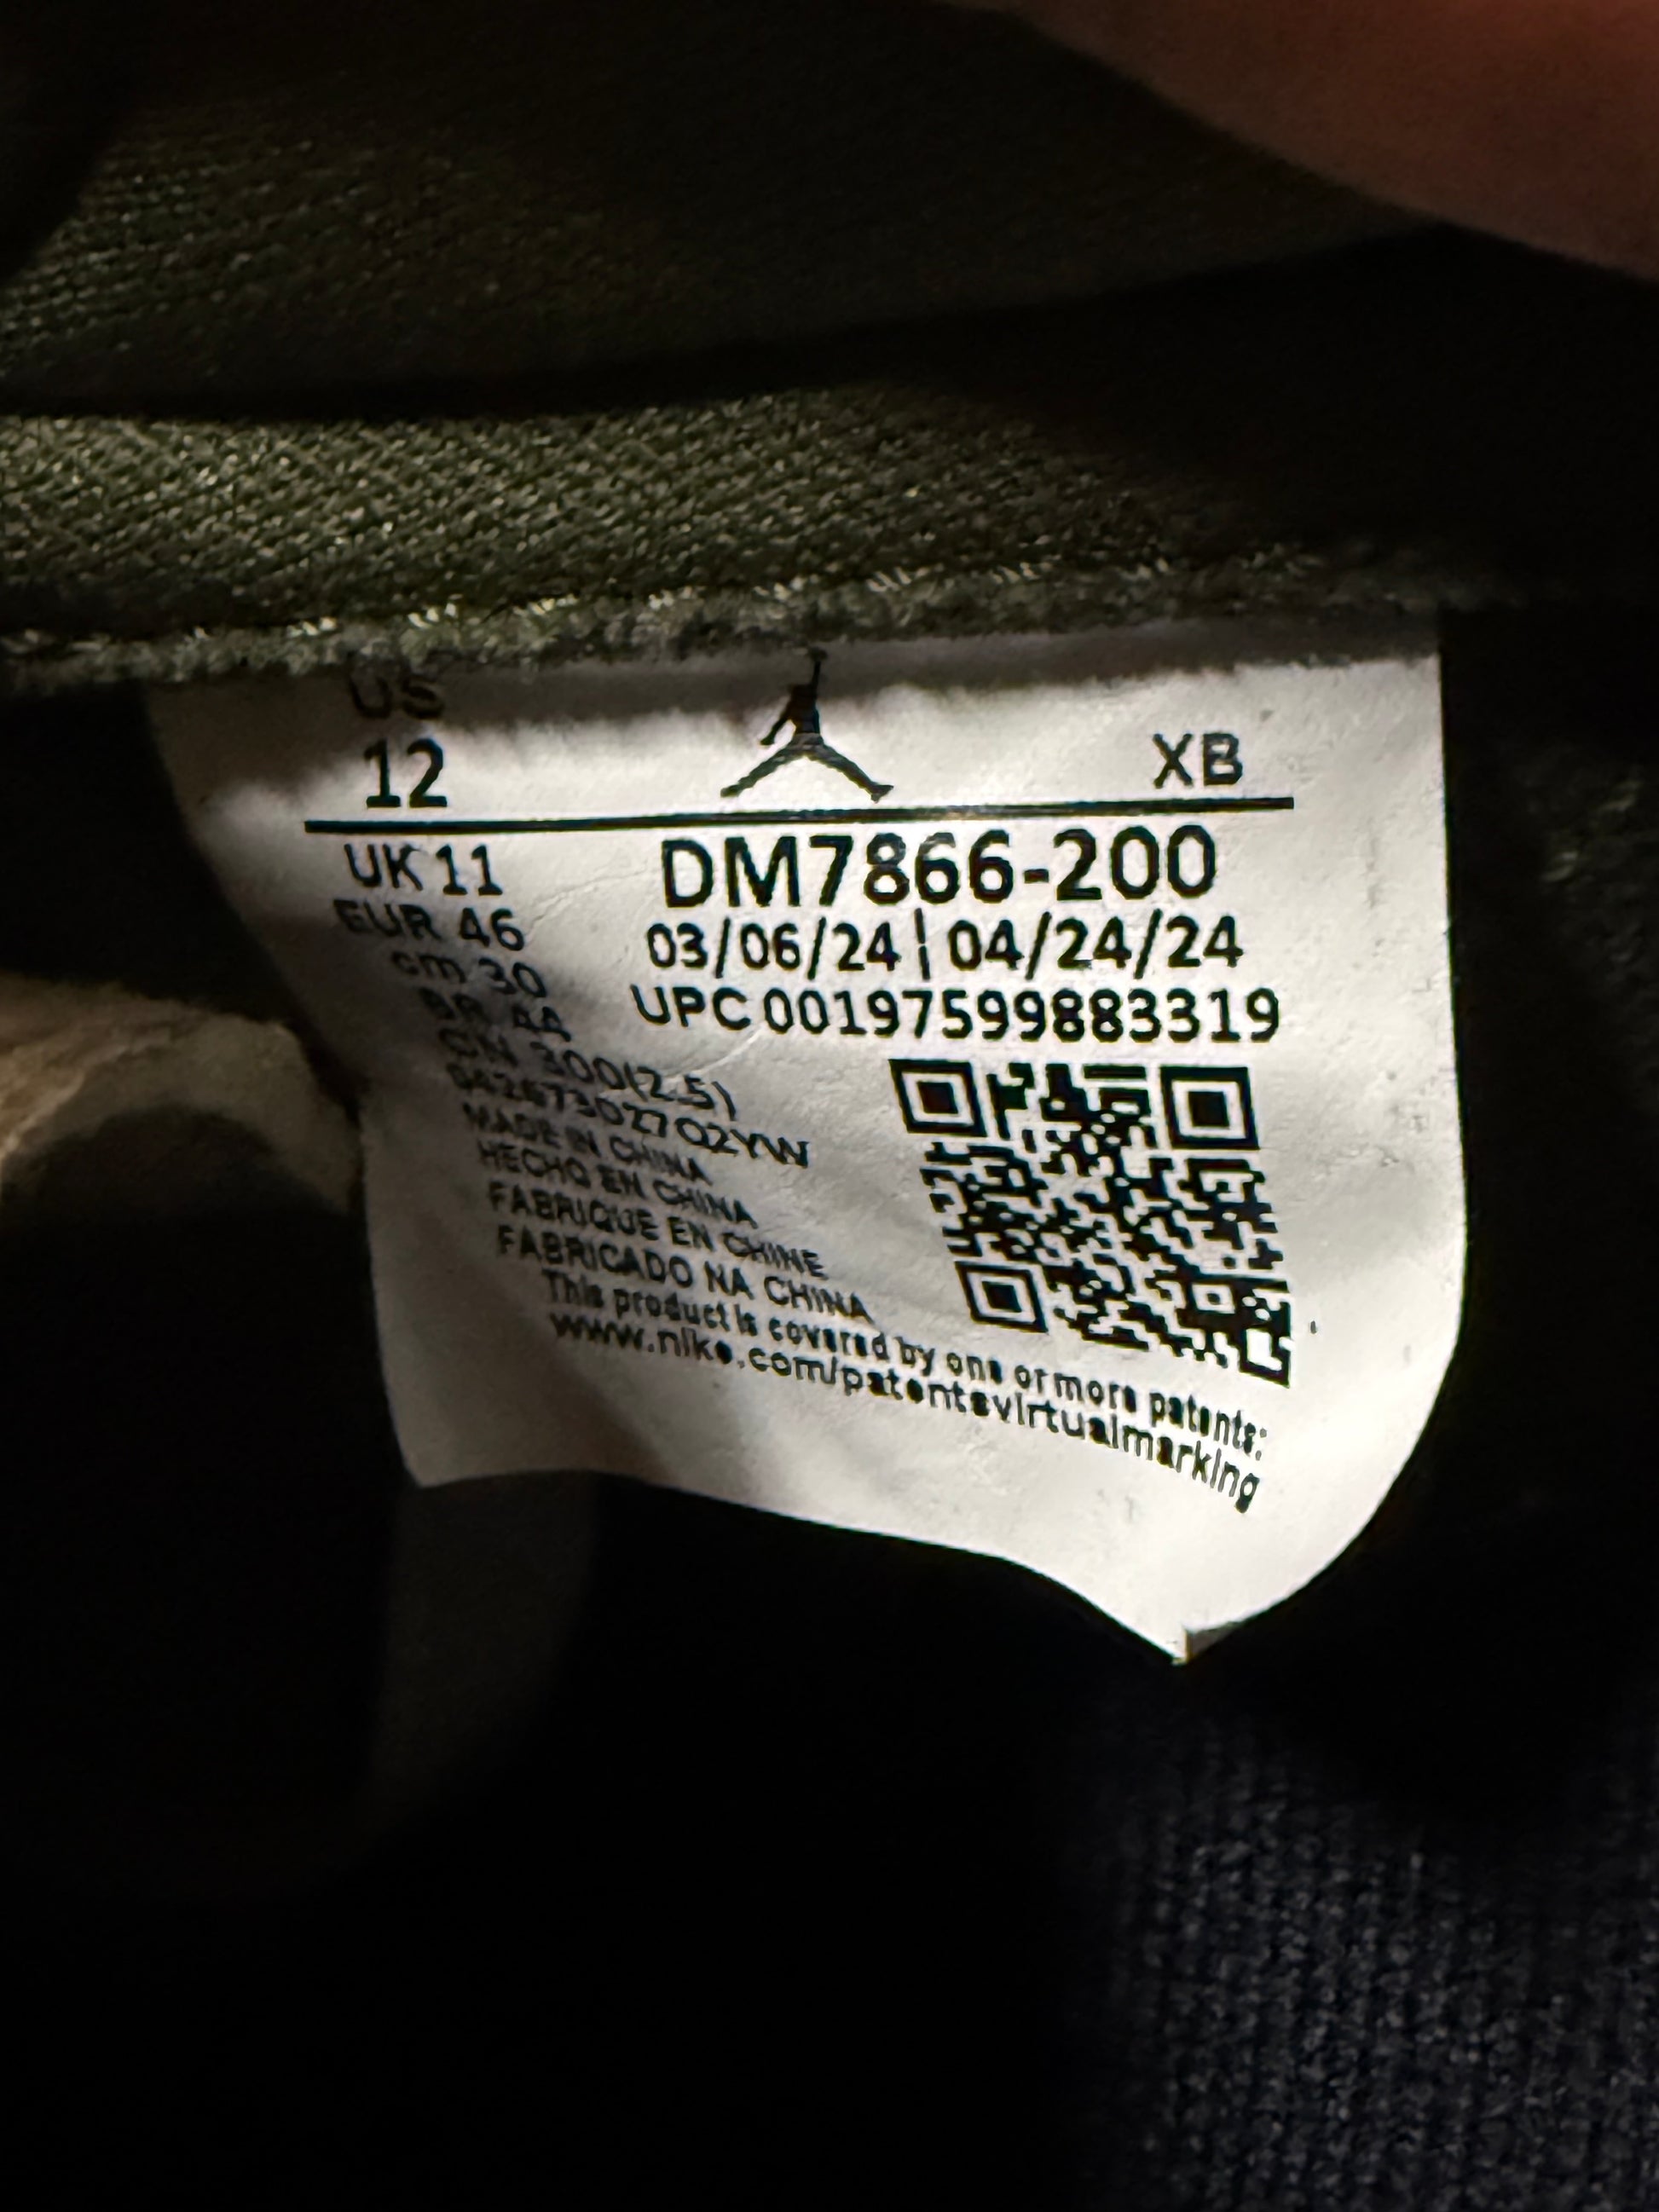 US
12
XB
UK 11
EUR 46
cm 30
BR 44
CN 300(2.5)
DM7866-200
03/06/24 | 04/24/24
UPC 00197599883319
MADE IN CHINA
HECHO EN CHINA
FABRIQUE EN CHINE
FABRICADO NA CHINA
This product is covered by one or more patents:
www.nike.com/patentsvirtualmarking